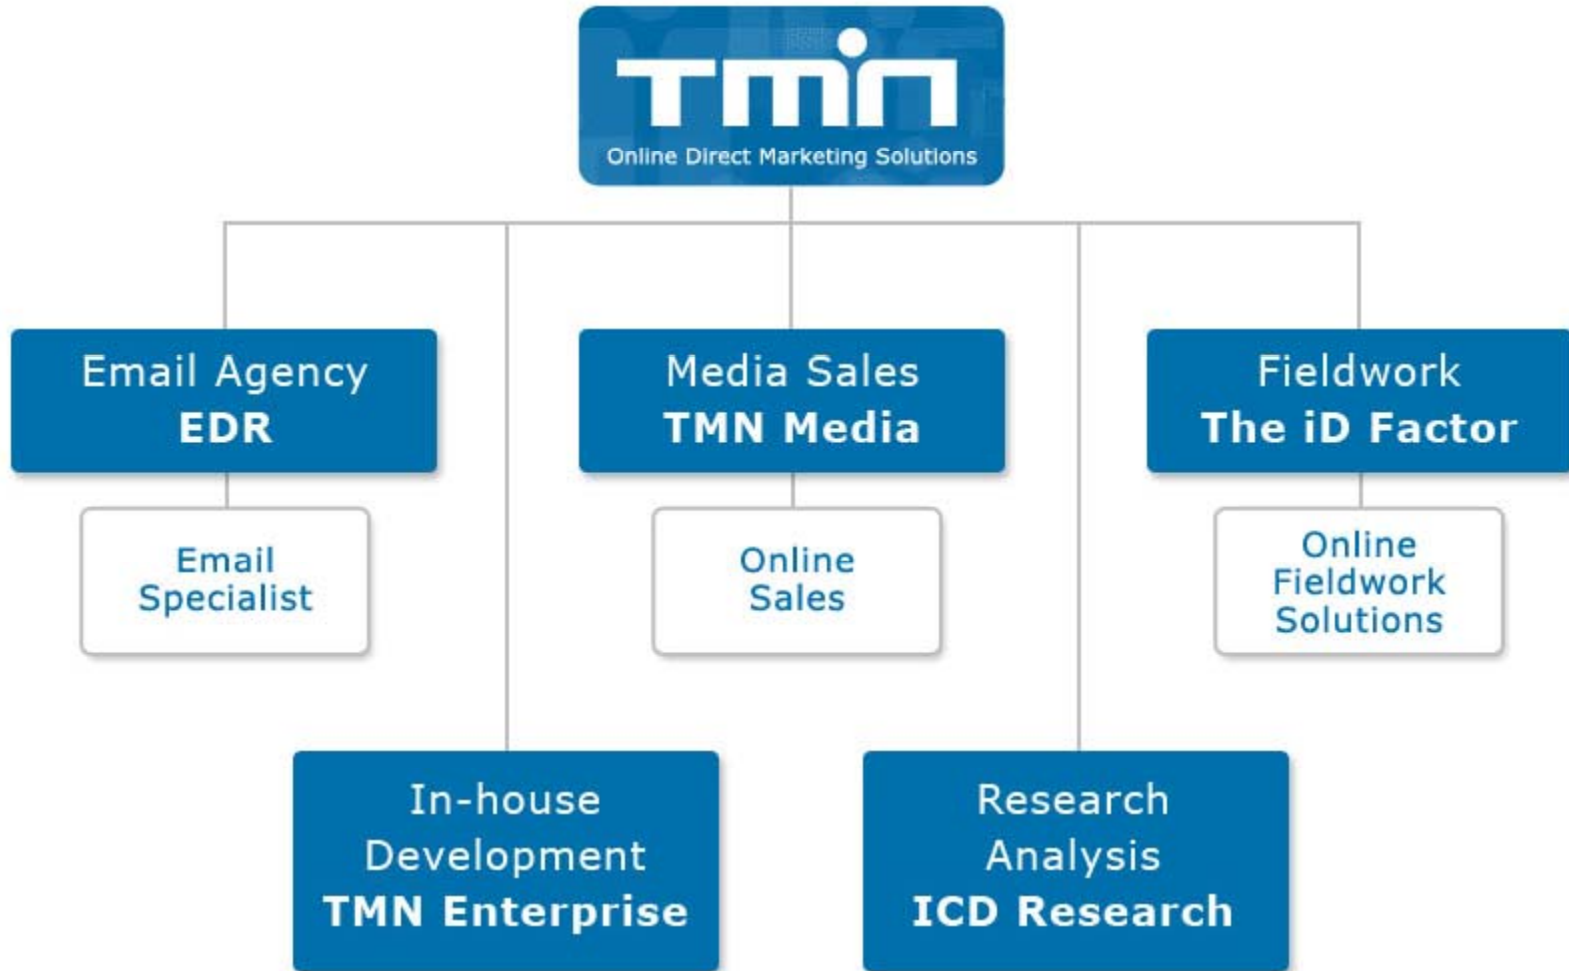 TMN
Online Direct Marketing Solutions
Email Agency
EDR
Media Sales
TMN Media
Fieldwork
The iD Factor
Email
Specialist
Online
Sales
Online
Fieldwork
Solutions
In-house
Development
TMN Enterprise
Research
Analysis
ICD Research